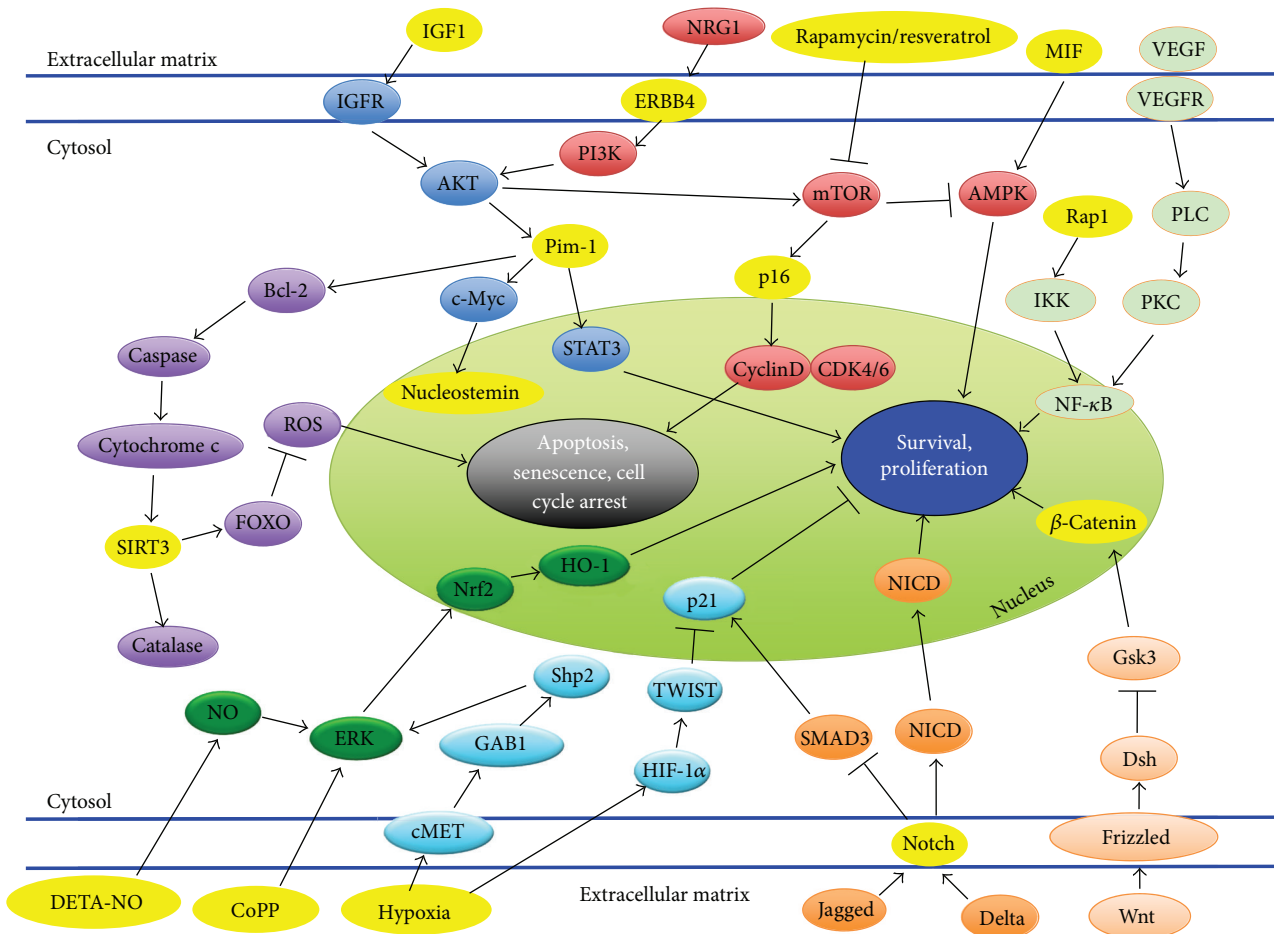 IGF1
NRG1
Rapamycin/resveratrol
MIF
VEGF
Extracellular matrix
IGFR
ERBB4
VEGFR
Cytosol
PI3K
AKT
mTOR
AMPK
Rap1
PLC
Pim-1
p16
Bcl-2
c-Myc
IKK
PKC
STAT3
Caspase
CyclinD
CDK4/6
Nucleostemin
NF-κB
ROS
Cytochrome c
Apoptosis,
senescence, cell
cycle arrest
Survival,
proliferation
FOXO
SIRT3
β-Catenin
HO-1
Nrf2
NICD
p21
Nucleus
Catalase
Gsk3
Shp2
TWIST
NO
ERK
GAB1
SMAD3
NICD
Dsh
HIF-1α
Cytosol
cMET
Notch
Frizzled
Extracellular matrix
DETA-NO
CoPP
Hypoxia
Jagged
Delta
Wnt